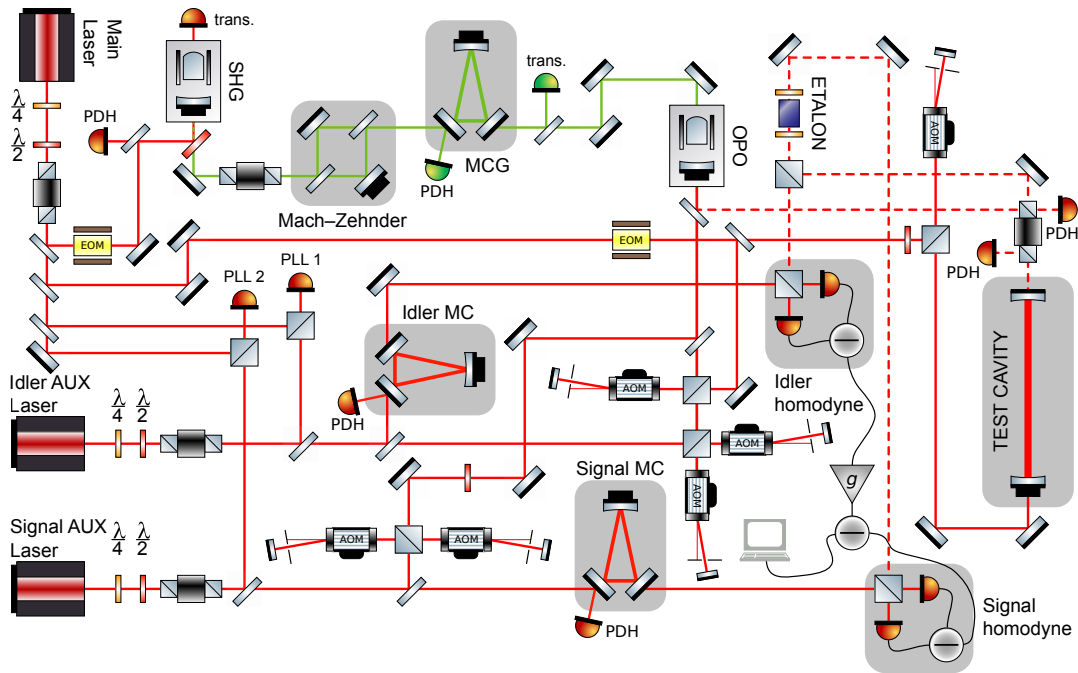 Main
Laser
λ/4
λ/2
PDH
trans.
SHG
Mach–Zehnder
MCG
PDH
trans.
OPO
ETALON
AOM
PDH
PDH
TEST CAVITY
EOM
EOM
PLL 2
PLL 1
Idler MC
PDH
Idler AUX
Laser
λ/4
λ/2
AOM
AOM
AOM
Idler
homodyne
g
Signal MC
PDH
AOM
AOM
Signal AUX
Laser
λ/4
λ/2
Signal
homodyne